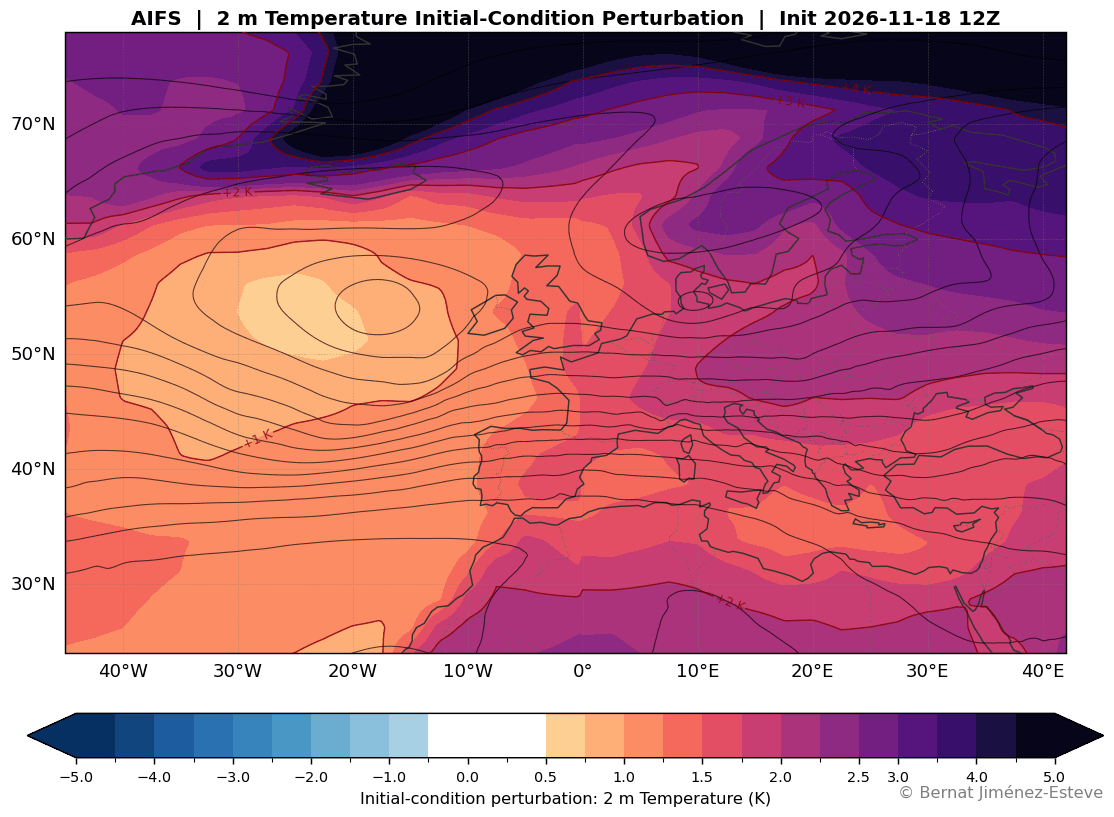 AIFS | 2 m Temperature Initial-Condition Perturbation | Init 2026-11-18 12Z
70°N
60°N
50°N
40°N
30°N
+3 K
+4 K
+2 K
+1 K
+2 K
40°W 30°W 20°W 10°W 0° 10°E 20°E 30°E 40°E
−5.0 −4.0 −3.0 −2.0 −1.0 0.0 0.5 1.0 1.5 2.0 2.5 3.0 4.0 5.0
Initial-condition perturbation: 2 m Temperature (K)
© Bernat Jiménez-Esteve